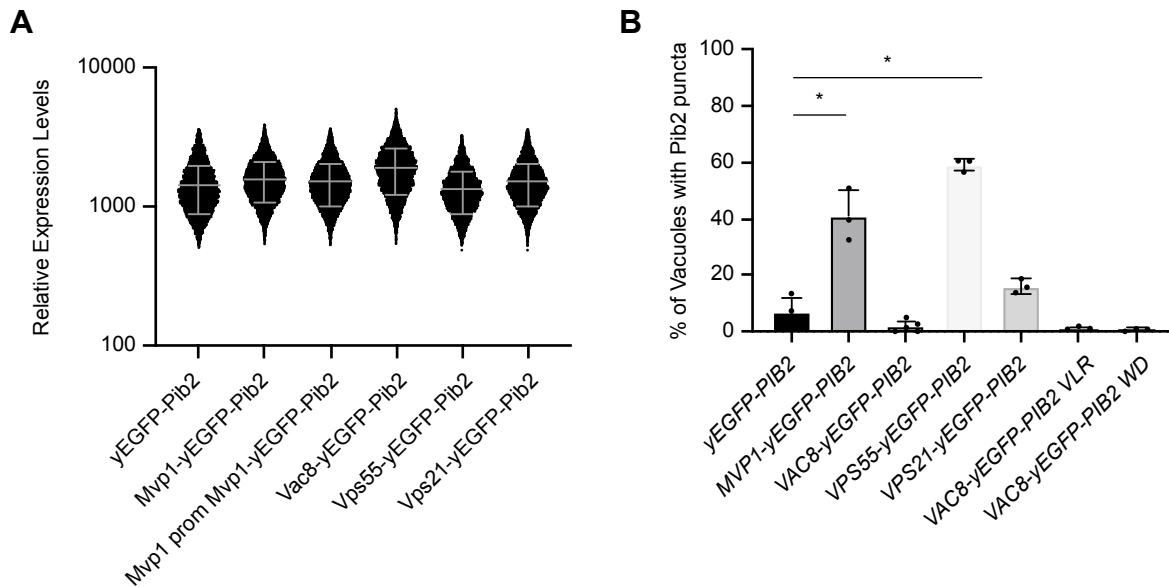 A
Relative Expression Levels
10000
1000
100
yEGFP-Pib2
Mvp1-yEGFP-Pib2
Mvp1 prom Mvp1-yEGFP-Pib2
Vac8-yEGFP-Pib2
Vps55-yEGFP-Pib2
Vps21-yEGFP-Pib2
B
% of Vacuoles with Pib2 puncta
100
80
60
40
20
0
*
*
yEGFP-PIB2
MVP1-yEGFP-PIB2
VAC8-yEGFP-PIB2
VPS55-yEGFP-PIB2
VPS21-yEGFP-PIB2
VAC8-yEGFP-PIB2 VLR
VAC8-yEGFP-PIB2 WD